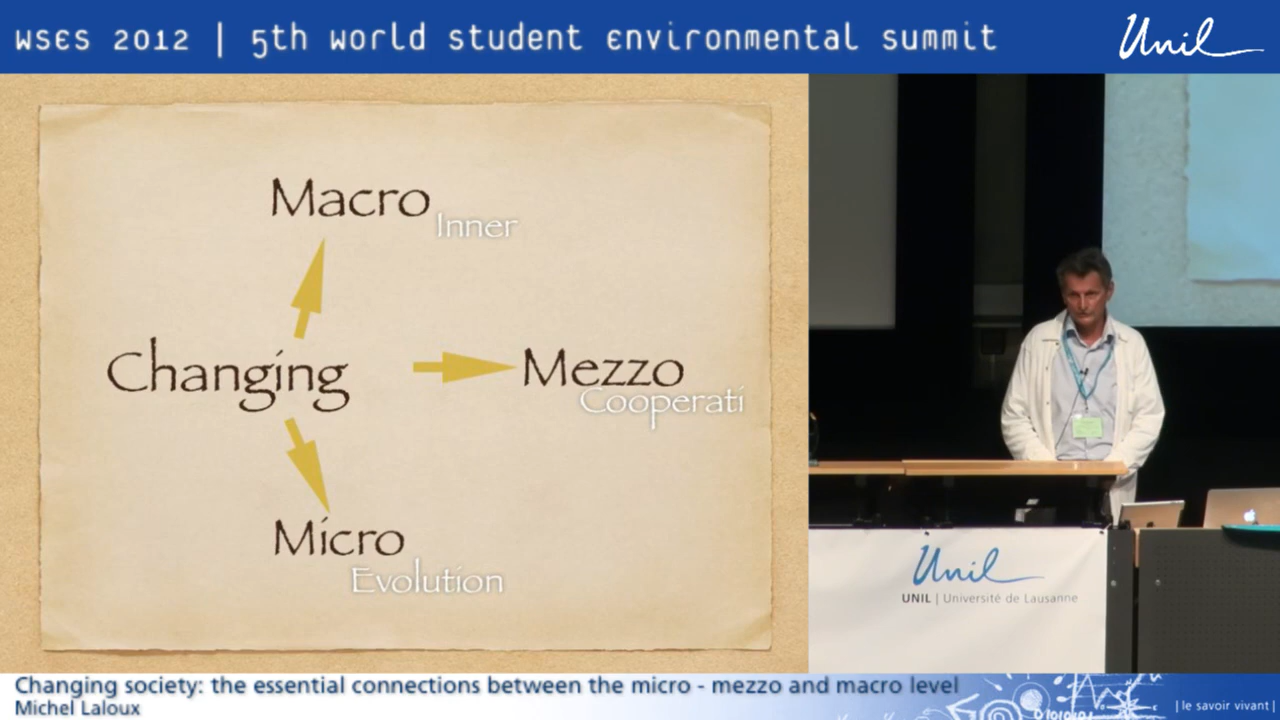 WSES 2012 | 5th world student environmental summit
Unil
Macro
Inner
Changing
Mezzo
Cooperati
Micro
Evolution
Unil
UNIL | Université de Lausanne
Changing society: the essential connections between the micro - mezzo and macro level
Michel Laloux
| le savoir vivant |